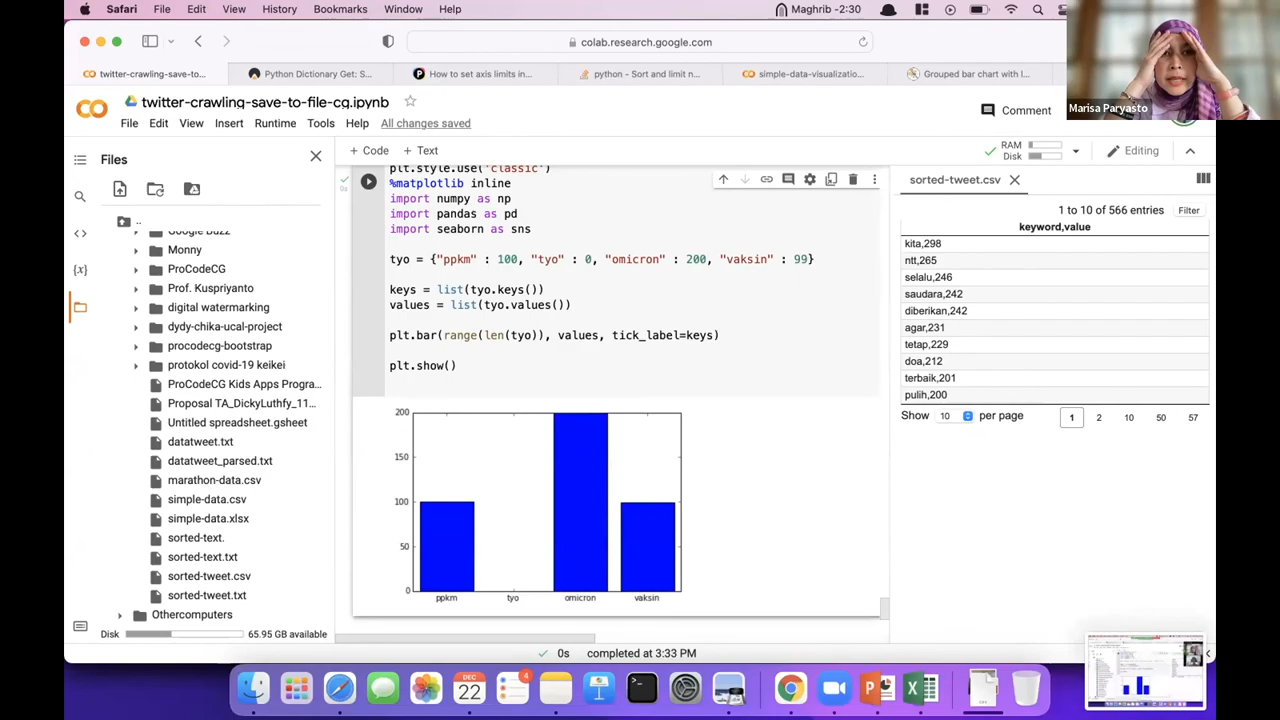 Safari File Edit View History Bookmarks Window Help Maghrib -2:30
colab.research.google.com
twitter-crawling-save-to... Python Dictionary Get: S... How to set axis limits in... python - Sort and limit n... simple-data-visualizatio... Grouped bar chart with l...
Marisa Paryasto
CO twitter-crawling-save-to-file-cg.ipynb
Comment
File Edit View Insert Runtime Tools Help All changes saved
+ Code + Text
RAM
Disk
Editing
Files
..
Google Buzz
Monny
ProCodeCG
Prof. Kuspriyanto
digital watermarking
dydy-chika-ucal-project
procodecg-bootstrap
protokol covid-19 keikei
ProCodeCG Kids Apps Progra...
Proposal TA_DickyLuthfy_11...
Untitled spreadsheet.gsheet
datatweet.txt
datatweet_parsed.txt
marathon-data.csv
simple-data.csv
simple-data.xlsx
sorted-text.
sorted-text.txt
sorted-tweet.csv
sorted-tweet.txt
Othercomputers
Disk 65.95 GB available
plt.style.use('classic')
%matplotlib inline
import numpy as np
import pandas as pd
import seaborn as sns
tyo = {"ppkm" : 100, "tyo" : 0, "omicron" : 200, "vaksin" : 99}
keys = list(tyo.keys())
values = list(tyo.values())
plt.bar(range(len(tyo)), values, tick_label=keys)
plt.show()
200
150
100
50
0
ppkm tyo omicron vaksin
0s completed at 3:33 PM
sorted-tweet.csv
1 to 10 of 566 entries Filter
keyword,value
kita,298
ntt,265
selalu,246
saudara,242
diberikan,242
agar,231
tetap,229
doa,212
terbaik,201
pulih,200
Show 10 per page 1 2 10 50 57
22
4